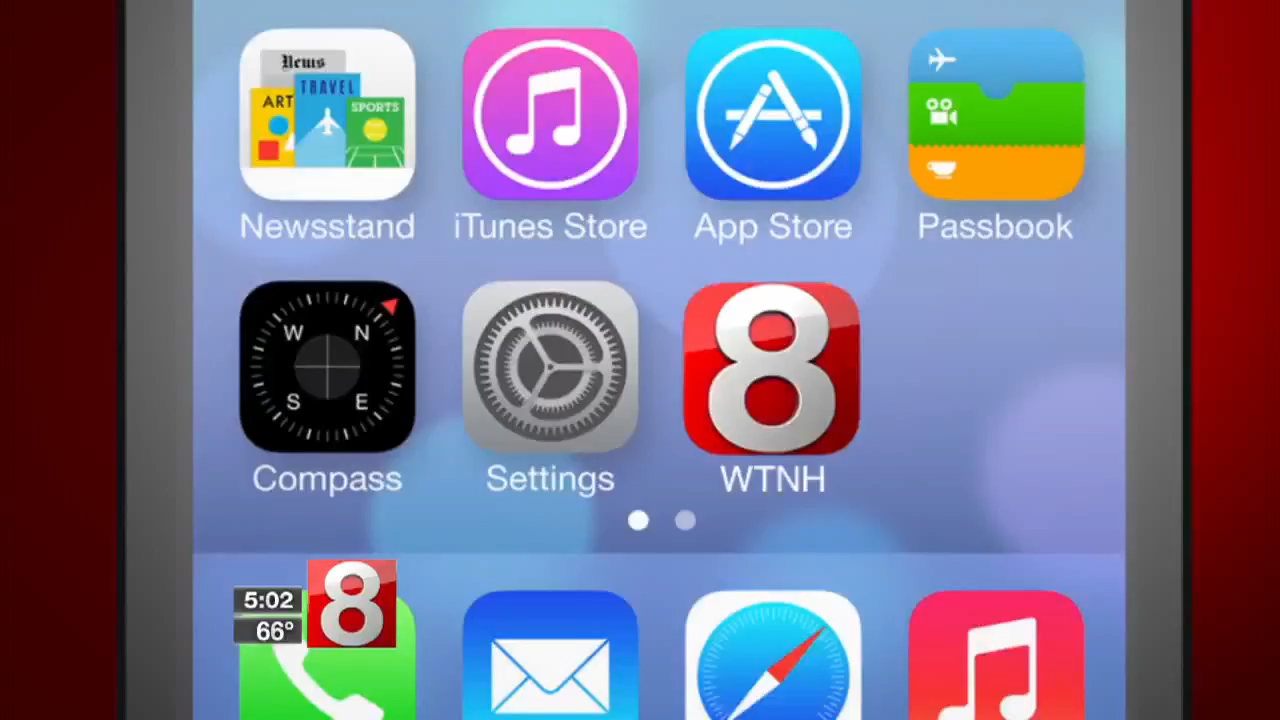 News
TRAVEL
ART
SPORTS
Newsstand
iTunes Store
App Store
Passbook
W
N
S
E
8
Compass
Settings
WTNH
5:02
8
66°